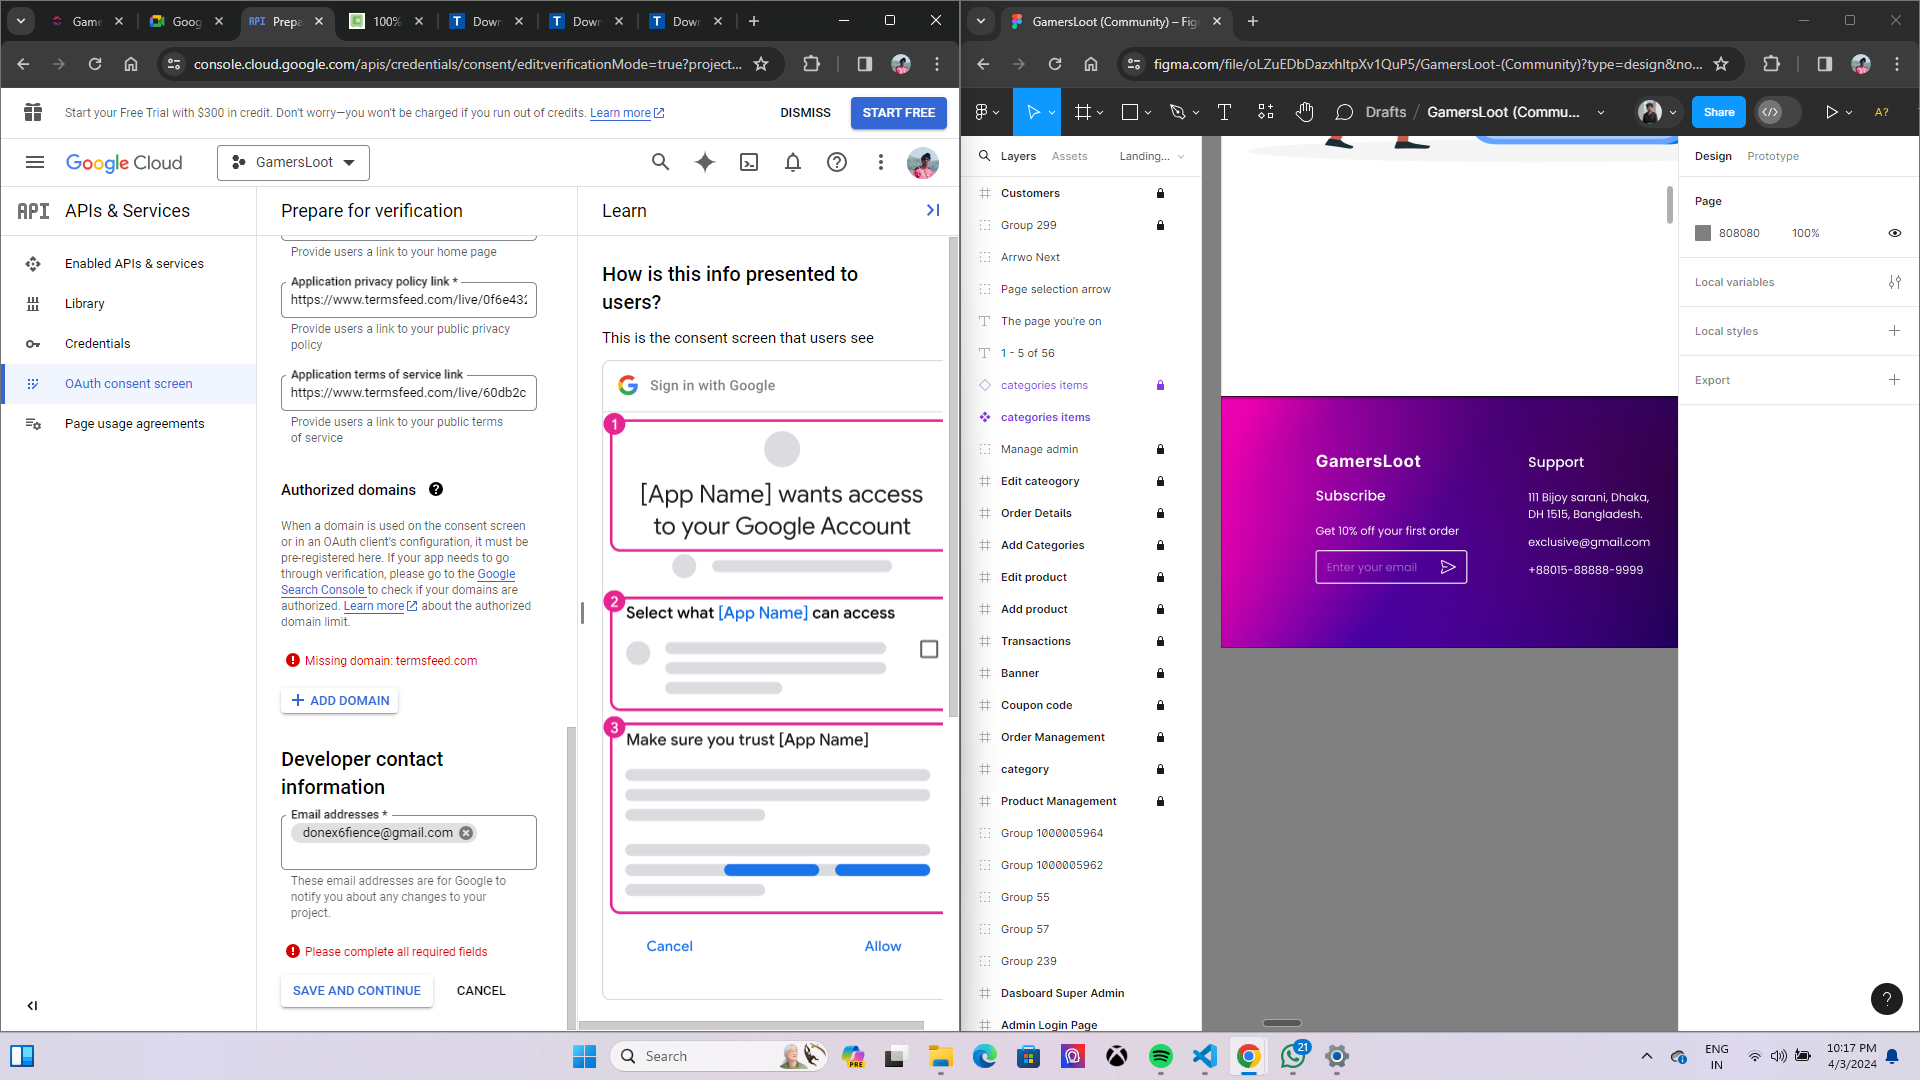 Game
Goog
Prepa
100%
Dowr
Dowr
Dow
console.cloud.google.com/apis/credentials/consent/edit;verificationMode=true?project...
Start your Free Trial with $300 in credit. Don't worry—you won't be charged if you run out of credits. Learn more
DISMISS
START FREE
Google Cloud
GamersLoot
API
APIs & Services
Enabled APIs & services
Library
Credentials
OAuth consent screen
Page usage agreements
Prepare for verification
Provide users a link to your home page
Application privacy policy link *
https://www.termsfeed.com/live/0f6e432
Provide users a link to your public privacy
policy
Application terms of service link
https://www.termsfeed.com/live/60db2c
Provide users a link to your public terms
of service
Authorized domains
When a domain is used on the consent screen
or in an OAuth client's configuration, it must be
pre-registered here. If your app needs to go
through verification, please go to the Google
Search Console to check if your domains are
authorized. Learn more about the authorized
domain limit.
Missing domain: termsfeed.com
+ ADD DOMAIN
Developer contact
information
Email addresses *
donex6fience@gmail.com
These email addresses are for Google to
notify you about any changes to your
project.
Please complete all required fields
SAVE AND CONTINUE
CANCEL
Learn
How is this info presented to
users?
This is the consent screen that users see
Sign in with Google
1
[App Name] wants access
to your Google Account
2
Select what [App Name] can access
3
Make sure you trust [App Name]
Cancel
Allow
GamersLoot (Community) – Fig
figma.com/file/oLZuEDbDazxhltpXv1QuP5/GamersLoot-(Community)?type=design&no...
Drafts / GamersLoot (Commu...
Share
A?
Layers
Assets
Landing...
Customers
Group 299
Arrwo Next
Page selection arrow
The page you're on
1 - 5 of 56
categories items
categories items
Manage admin
Edit cateogory
Order Details
Add Categories
Edit product
Add product
Transactions
Banner
Coupon code
Order Management
category
Product Management
Group 1000005964
Group 1000005962
Group 55
Group 57
Group 239
Dasboard Super Admin
Admin Login Page
GamersLoot
Subscribe
Get 10% off your first order
Enter your email
Support
111 Bijoy sarani, Dhaka,
DH 1515, Bangladesh.
exclusive@gmail.com
+88015-88888-9999
Design
Prototype
Page
808080
100%
Local variables
Local styles
Export
?
Search
PRE
21
ENG
IN
10:17 PM
4/3/2024